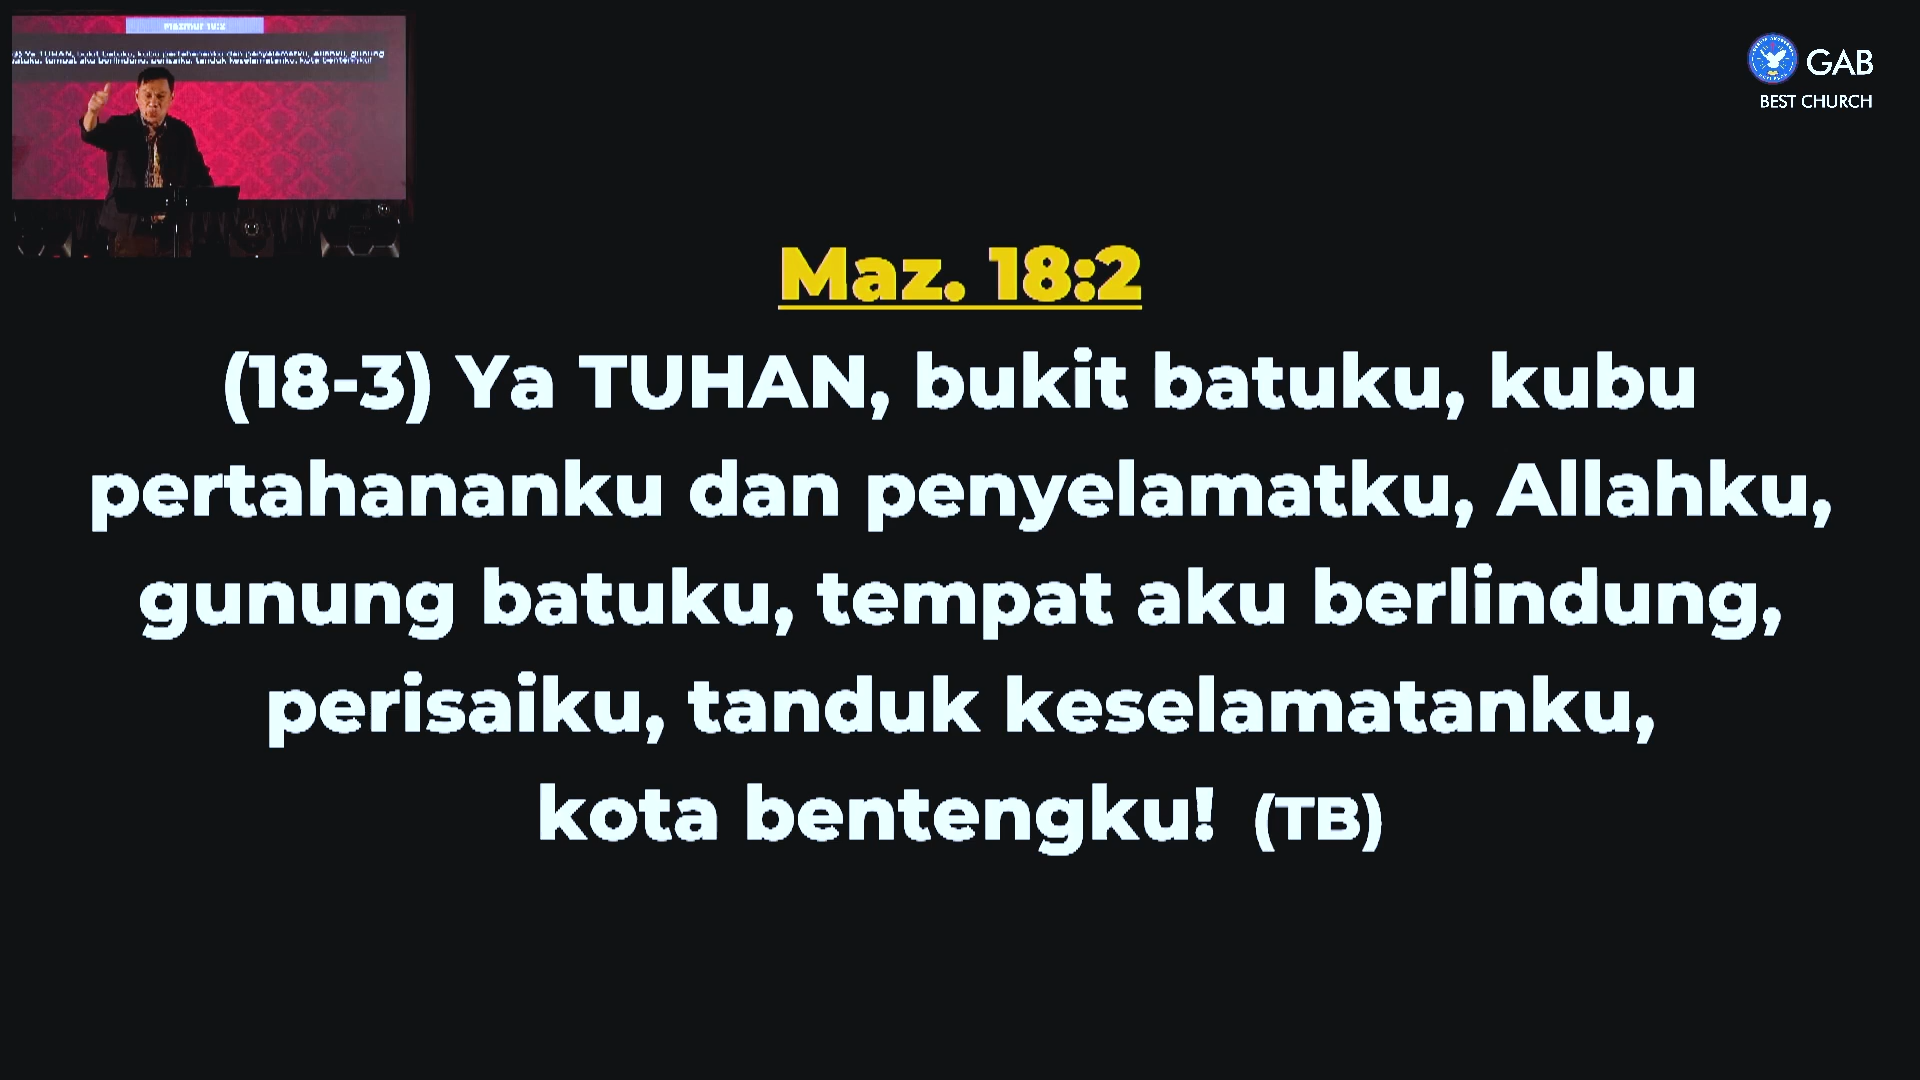 GAB
BEST CHURCH
Maz. 18:2
(18-3) Ya TUHAN, bukit batuku, kubu
pertahananku dan penyelamatku, Allahku,
gunung batuku, tempat aku berlindung,
perisaiku, tanduk keselamatanku,
kota bentengku! (TB)